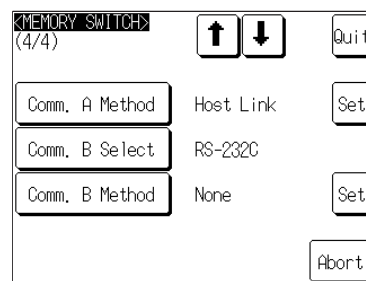 <MEMORY SWITCH>
(4/4)
Quit
Comm. A Method Host Link Set
Comm. B Select RS-232C
Comm. B Method None Set
Abort